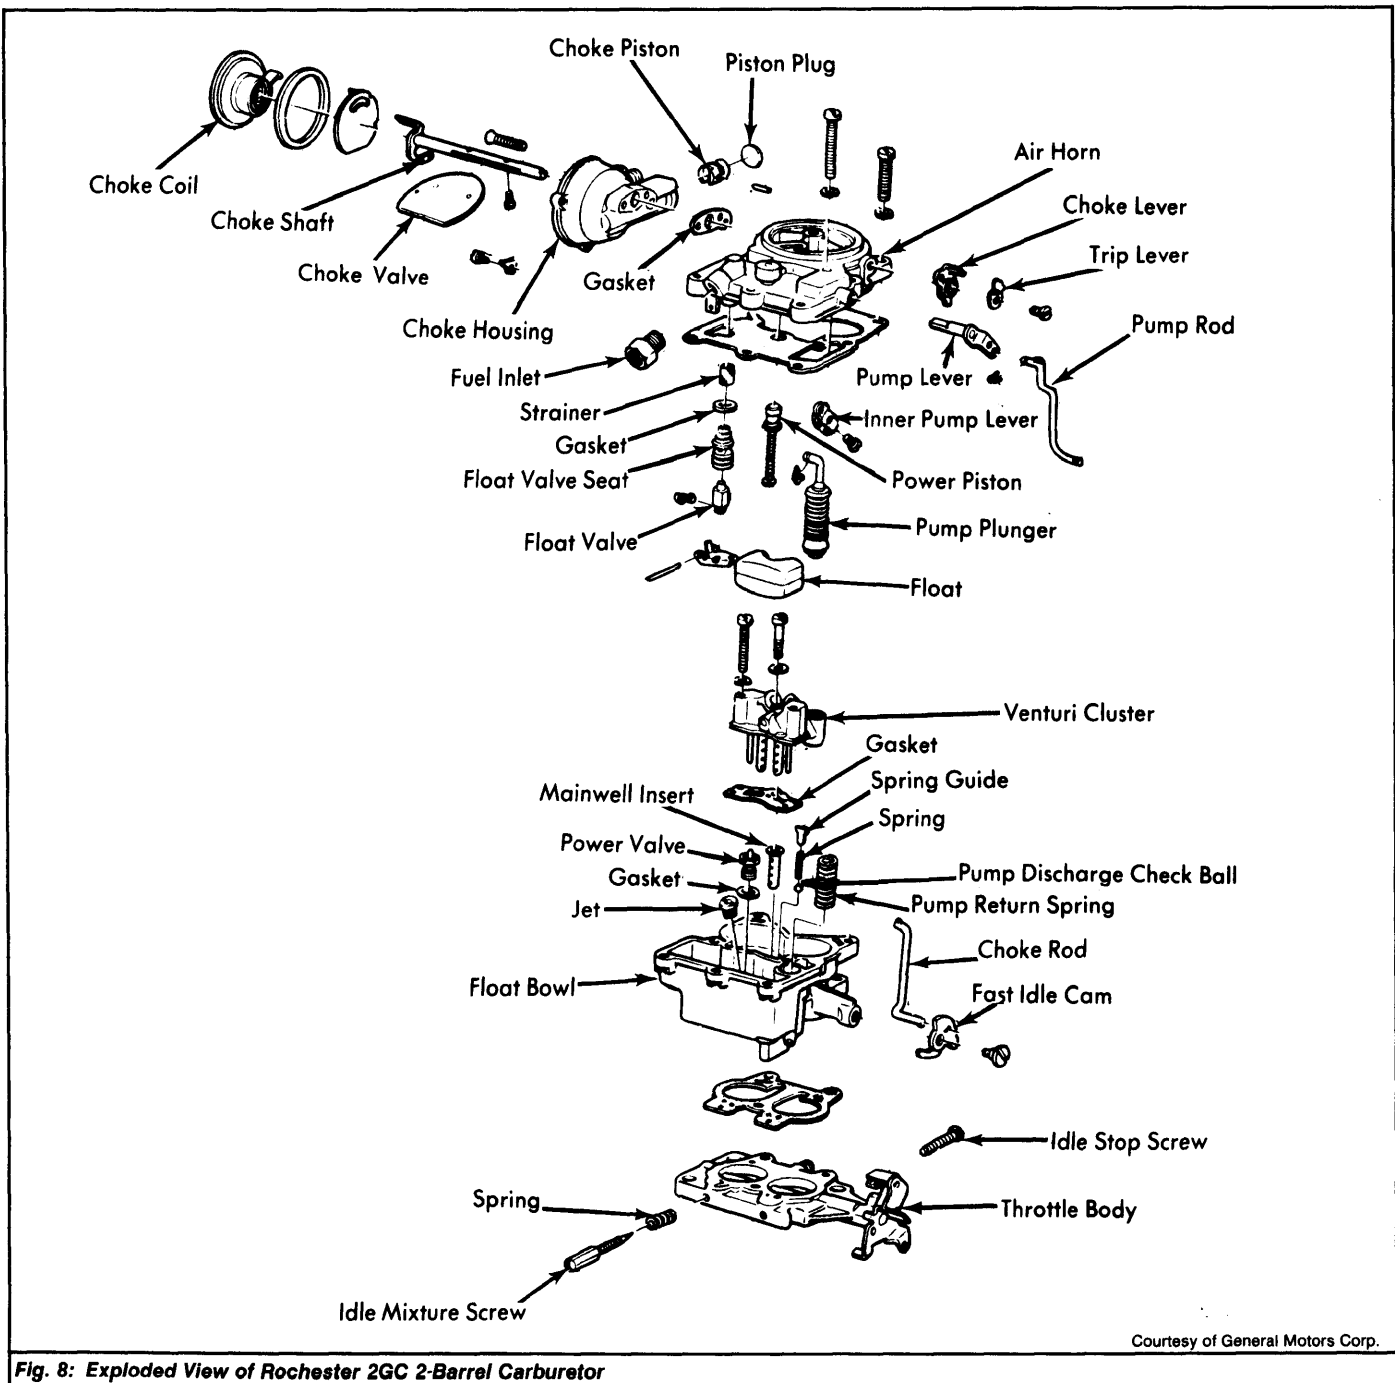 Choke Piston
Piston Plug
Air Horn
Choke Coil
Choke Shaft
Choke Lever
Choke Valve
Gasket
Trip Lever
Choke Housing
Pump Rod
Fuel Inlet
Pump Lever
Strainer
Inner Pump Lever
Gasket
Float Valve Seat
Power Piston
Float Valve
Pump Plunger
Float
Venturi Cluster
Gasket
Spring Guide
Mainwell Insert
Spring
Power Valve
Pump Discharge Check Ball
Gasket
Pump Return Spring
Jet
Choke Rod
Float Bowl
Fast Idle Cam
Idle Stop Screw
Spring
Throttle Body
Idle Mixture Screw
Courtesy of General Motors Corp.
Fig. 8: Exploded View of Rochester 2GC 2-Barrel Carburetor